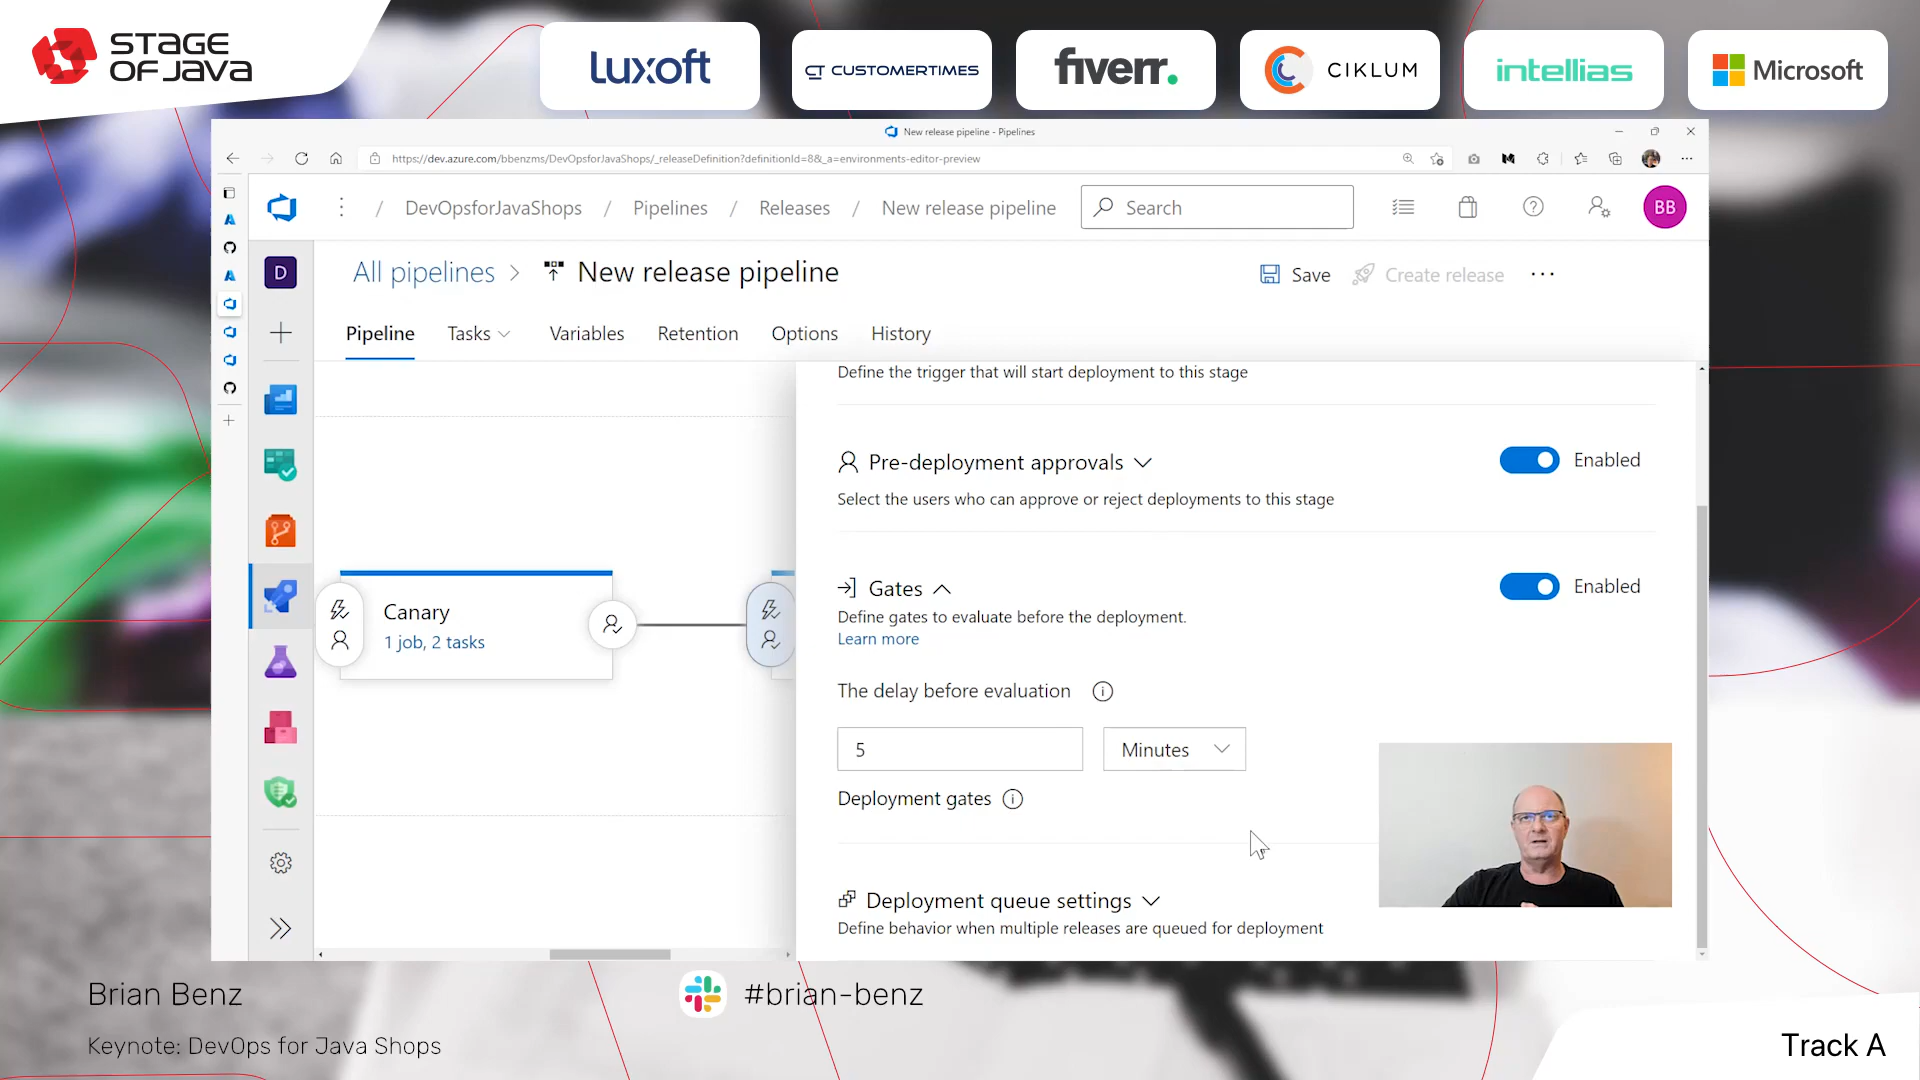 STAGE
OF JAVA
luxoft
CT CUSTOMERTIMES
fiverr.
CIKLUM
intellias
Microsoft
New release pipeline - Pipelines
https://dev.azure.com/bbenzms/DevOpsforJavaShops/_releaseDefinition?definitionId=8&_a=environments-editor-preview
/ DevOpsforJavaShops / Pipelines / Releases / New release pipeline
Search
BB
D
All pipelines > New release pipeline
Save
Create release
Pipeline
Tasks
Variables
Retention
Options
History
Define the trigger that will start deployment to this stage
Pre-deployment approvals
Enabled
Select the users who can approve or reject deployments to this stage
Gates
Enabled
Define gates to evaluate before the deployment.
Learn more
Canary
1 job, 2 tasks
The delay before evaluation
5
Minutes
Deployment gates
Deployment queue settings
Define behavior when multiple releases are queued for deployment
Brian Benz
#brian-benz
Keynote: DevOps for Java Shops
Track A